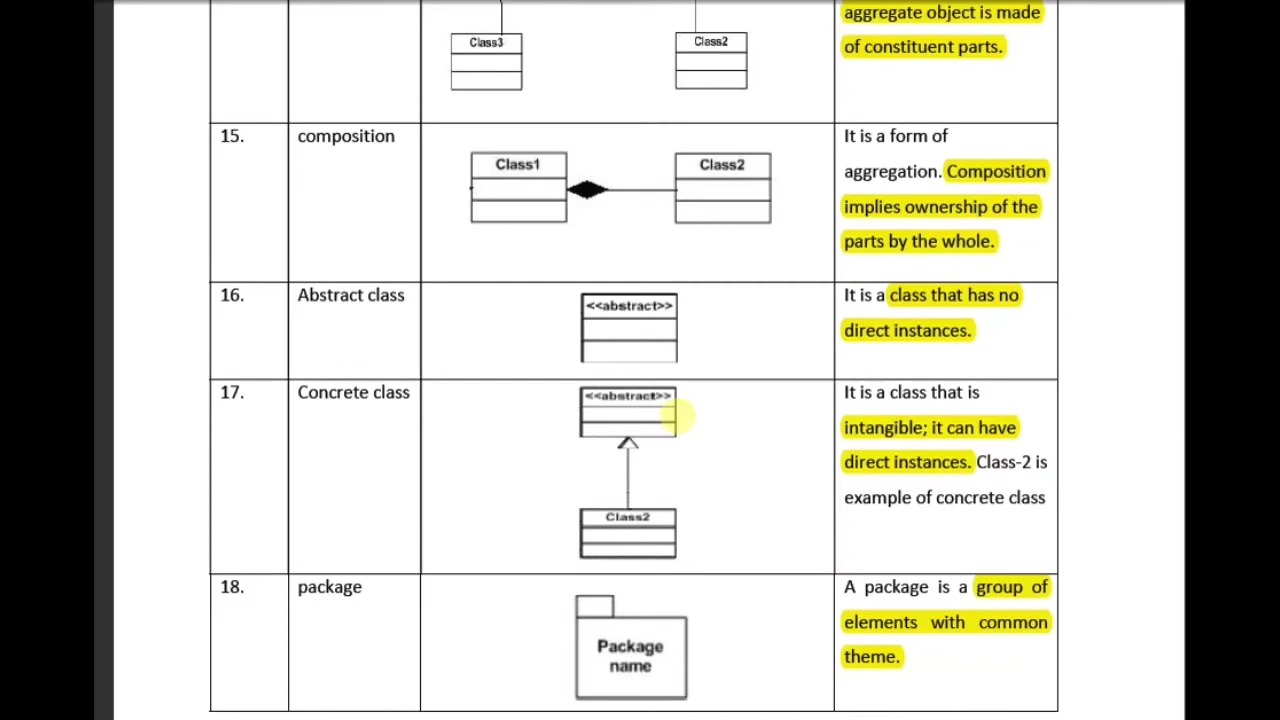 aggregate object is made
Class3
Class2
of constituent parts.
15.
composition
Class1
Class2
It is a form of
aggregation. Composition
implies ownership of the
parts by the whole.
16.
Abstract class
<<abstract>>
It is a class that has no
direct instances.
17.
Concrete class
<<abstract>>
Class2
It is a class that is
intangible; it can have
direct instances. Class-2 is
example of concrete class
18.
package
Package
name
A package is a group of
elements with common
theme.